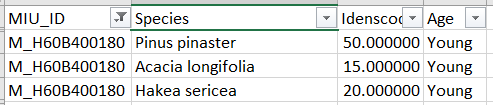 MIU_ID Species Idenscod Age
M_H60B400180 Pinus pinaster 50.000000 Young
M_H60B400180 Acacia longifolia 15.000000 Young
M_H60B400180 Hakea sericea 20.000000 Young